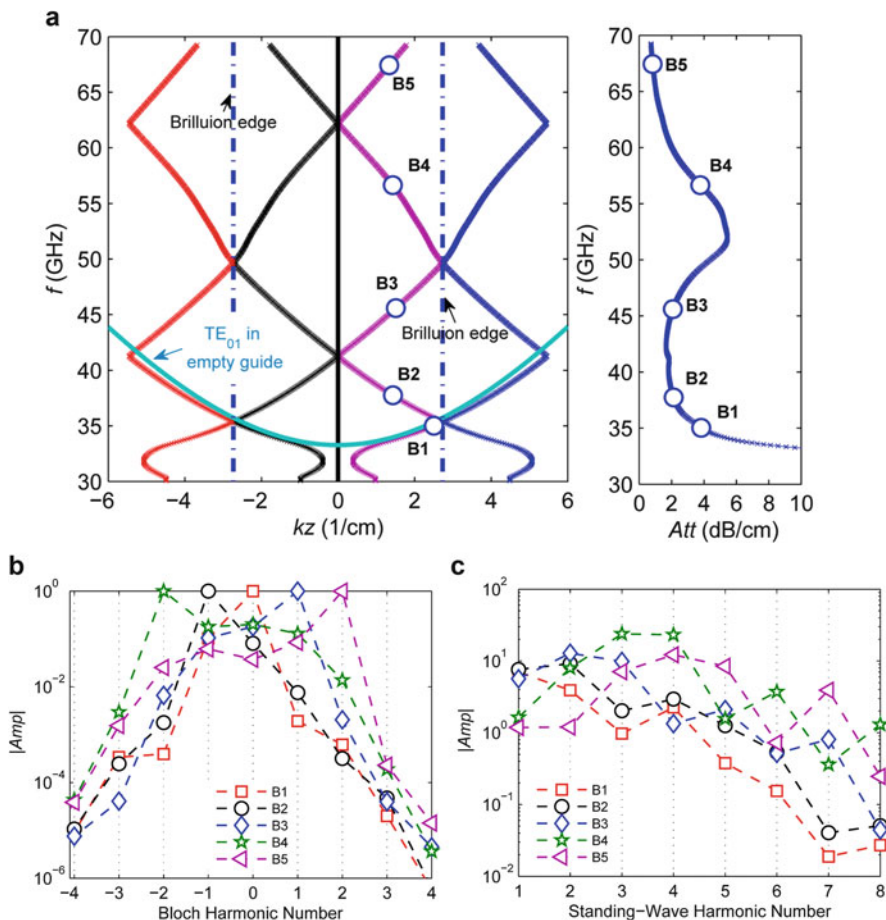 a
70
65
60
55
50
45
40
35
30
f (GHz)
−6
−4
−2
0
2
4
6
kz (1/cm)
Brilluion edge
Brilluion edge
TE01 in
empty guide
B5
B4
B3
B2
B1
70
65
60
55
50
45
40
35
30
f (GHz)
0
2
4
6
8
10
Att (dB/cm)
B5
B4
B3
B2
B1
b
10^0
10^−2
10^−4
10^−6
|Amp|
−4
−3
−2
−1
0
1
2
3
4
Bloch Harmonic Number
B1
B2
B3
B4
B5
c
10^2
10^1
10^0
10^−1
10^−2
|Amp|
1
2
3
4
5
6
7
8
Standing−Wave Harmonic Number
B1
B2
B3
B4
B5